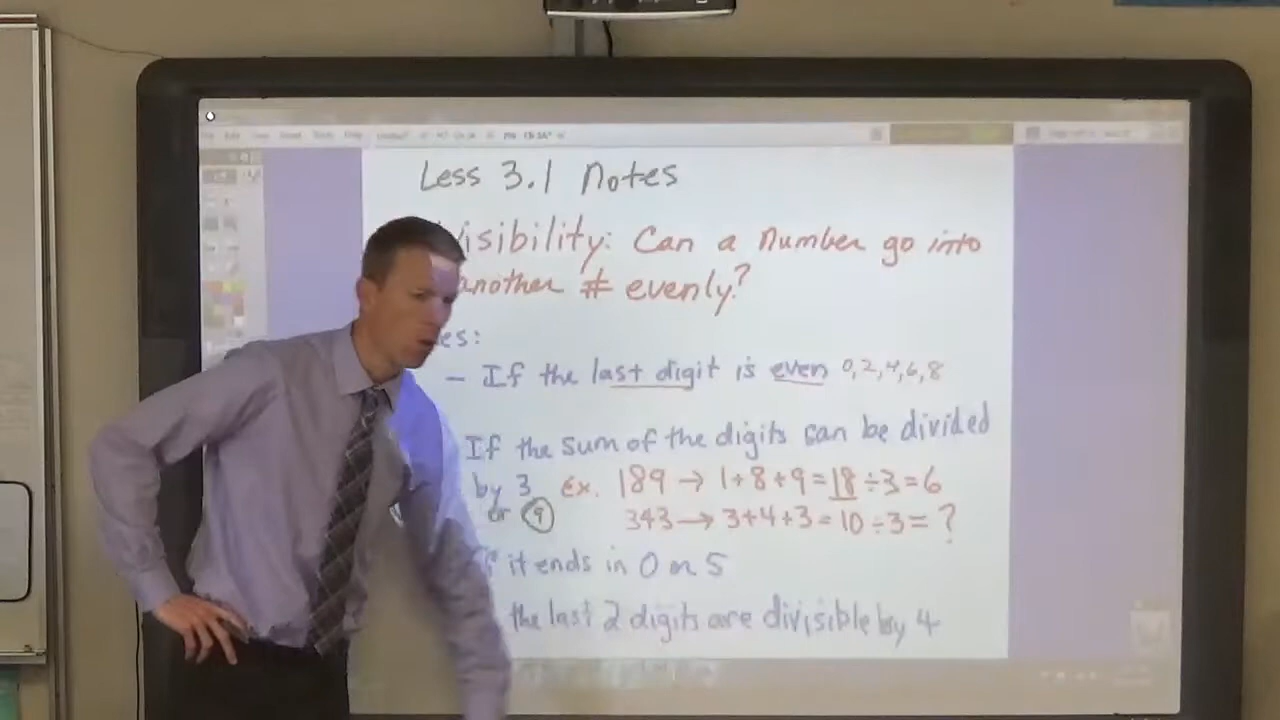 Less 3.1 Notes
visibility: Can a number go into
another # evenly?
es:
- If the last digit is even 0,2,4,6,8
If the sum of the digits can be divided
by 3 ex. 189 → 1+8+9=18÷3=6
or 9 343 → 3+4+3=10÷3=?
if it ends in 0 or 5
the last 2 digits are divisible by 4